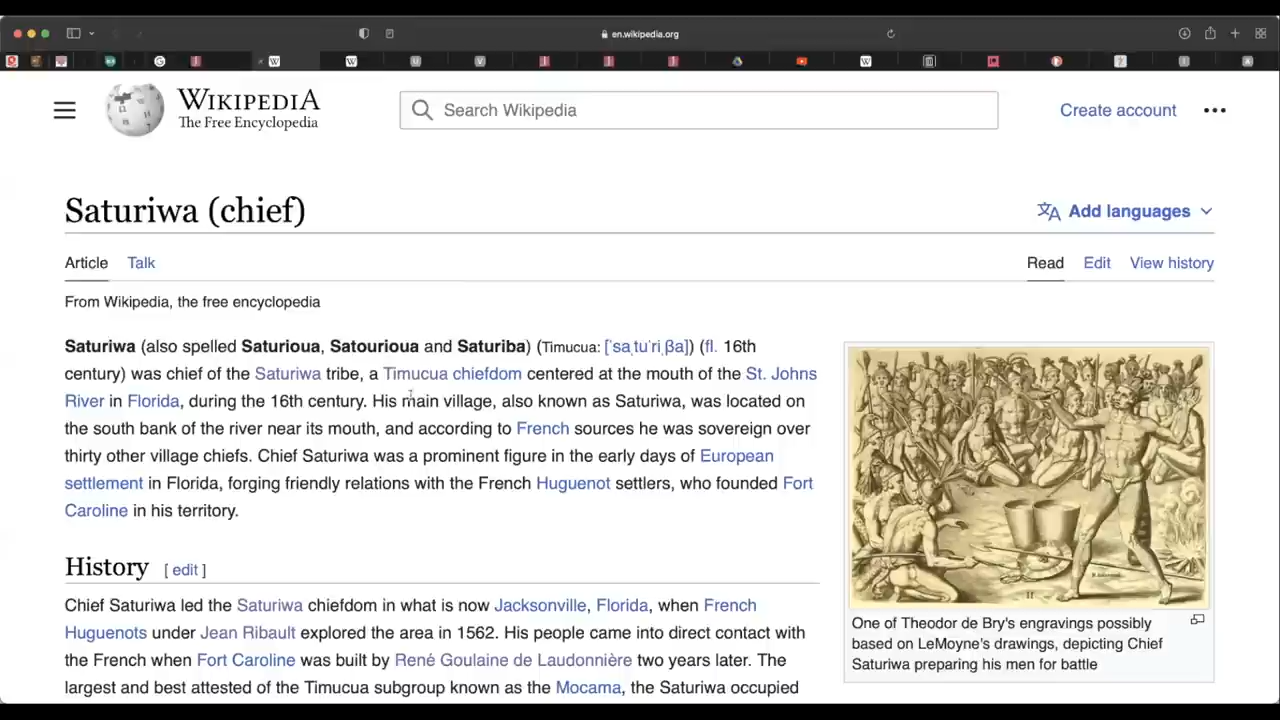 en.wikipedia.org
WIKIPEDIA
The Free Encyclopedia
Search Wikipedia
Create account
Saturiwa (chief)
Add languages
Article Talk
Read Edit View history
From Wikipedia, the free encyclopedia
Saturiwa (also spelled Saturioua, Satourioua and Saturiba) (Timucua: [ˈsaˌtuˈriˌβa]) (fl. 16th
century) was chief of the Saturiwa tribe, a Timucua chiefdom centered at the mouth of the St. Johns
River in Florida, during the 16th century. His main village, also known as Saturiwa, was located on
the south bank of the river near its mouth, and according to French sources he was sovereign over
thirty other village chiefs. Chief Saturiwa was a prominent figure in the early days of European
settlement in Florida, forging friendly relations with the French Huguenot settlers, who founded Fort
Caroline in his territory.
One of Theodor de Bry's engravings possibly
based on LeMoyne's drawings, depicting Chief
Saturiwa preparing his men for battle
History [ edit ]
Chief Saturiwa led the Saturiwa chiefdom in what is now Jacksonville, Florida, when French
Huguenots under Jean Ribault explored the area in 1562. His people came into direct contact with
the French when Fort Caroline was built by René Goulaine de Laudonnière two years later. The
largest and best attested of the Timucua subgroup known as the Mocama, the Saturiwa occupied